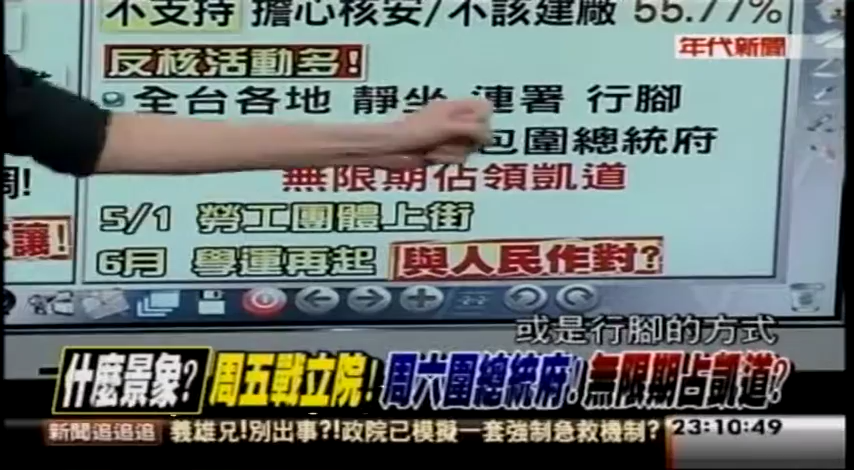 不支持 擔心核安/不該建廠 55.77%
年代新聞
反核活動多!
全台各地 靜坐 連署 行腳
包圍總統府
無限期佔領凱道
5/1 勞工團體上街
讓!
6月 學運再起 與人民作對?
或是行腳的方式
什麼景象? 周五戰立院! 周六圍總統府! 無限期占凱道?
新聞追追追 義雄兄!別出事?!政院已模擬一套強制急救機制? 23:10:49